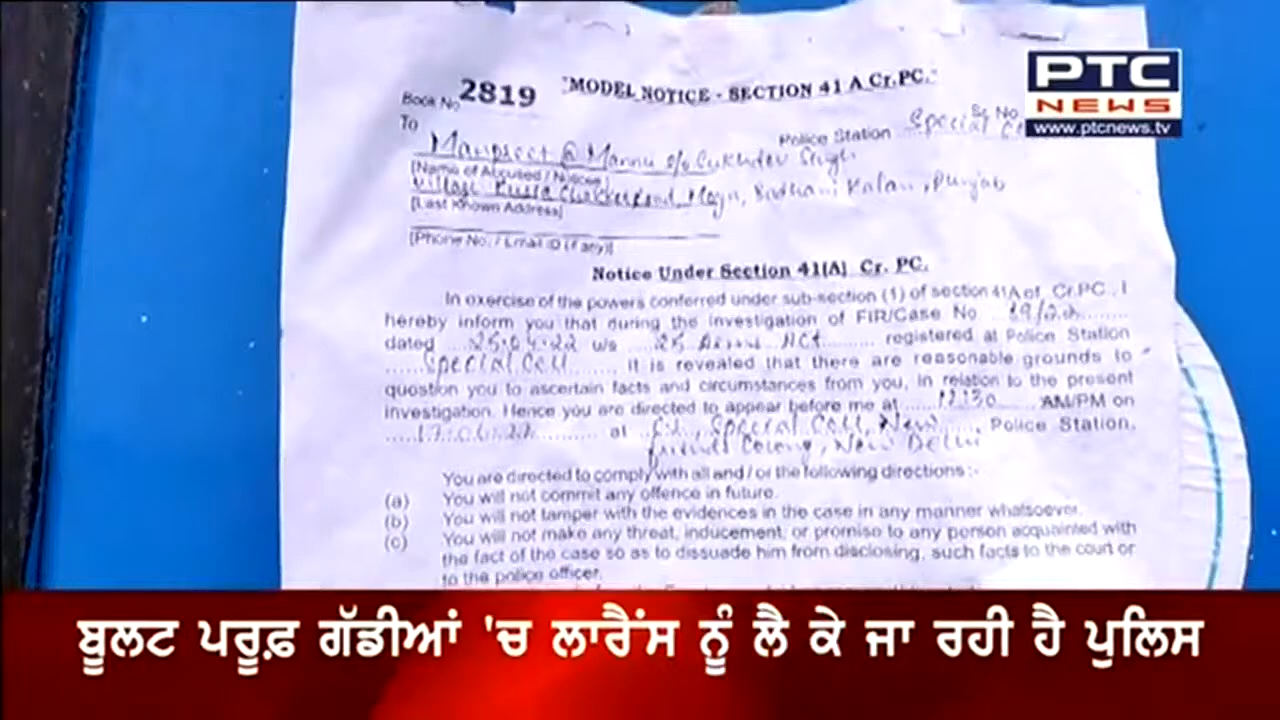 PTC
NEWS
www.ptcnews.tv
"MODEL NOTICE - SECTION 41 A Cr.PC."
Book No 2819
Sr. No
To
Police Station Special
Manpreet @ Mannu s/o Sukhdev Singh
[Name of Accused / Noticee]
Village Kalan, Punjab
[Last Known Address]
[Phone No. / Email ID (if any)]
Notice Under Section 41(A) Cr. PC.
In exercise of the powers conferred under sub-section (1) of section 41A of Cr.PC., I
hereby inform you that during the investigation of FIR/Case No
dated 25.04.22 u/s 25 Arms Act registered at Police Station
Special Cell It is revealed that there are reasonable grounds to
question you to ascertain facts and circumstances from you, in relation to the present
investigation. Hence you are directed to appear before me at AM/PM on
at Special Cell, New Police Station,
friends Colony, New Delhi
You are directed to comply with all and / or the following directions :-
(a) You will not commit any offence in future.
(b) You will not tamper with the evidences in the case in any manner whatsoever.
(c) You will not make any threat, inducement, or promise to any person acquainted with
the fact of the case so as to dissuade him from disclosing, such facts to the court or
to the police officer.
ਬੂਲਟ ਪਰੂਫ਼ ਗੱਡੀਆਂ 'ਚ ਲਾਰੈਂਸ ਨੂੰ ਲੈ ਕੇ ਜਾ ਰਹੀ ਹੈ ਪੁਲਿਸ